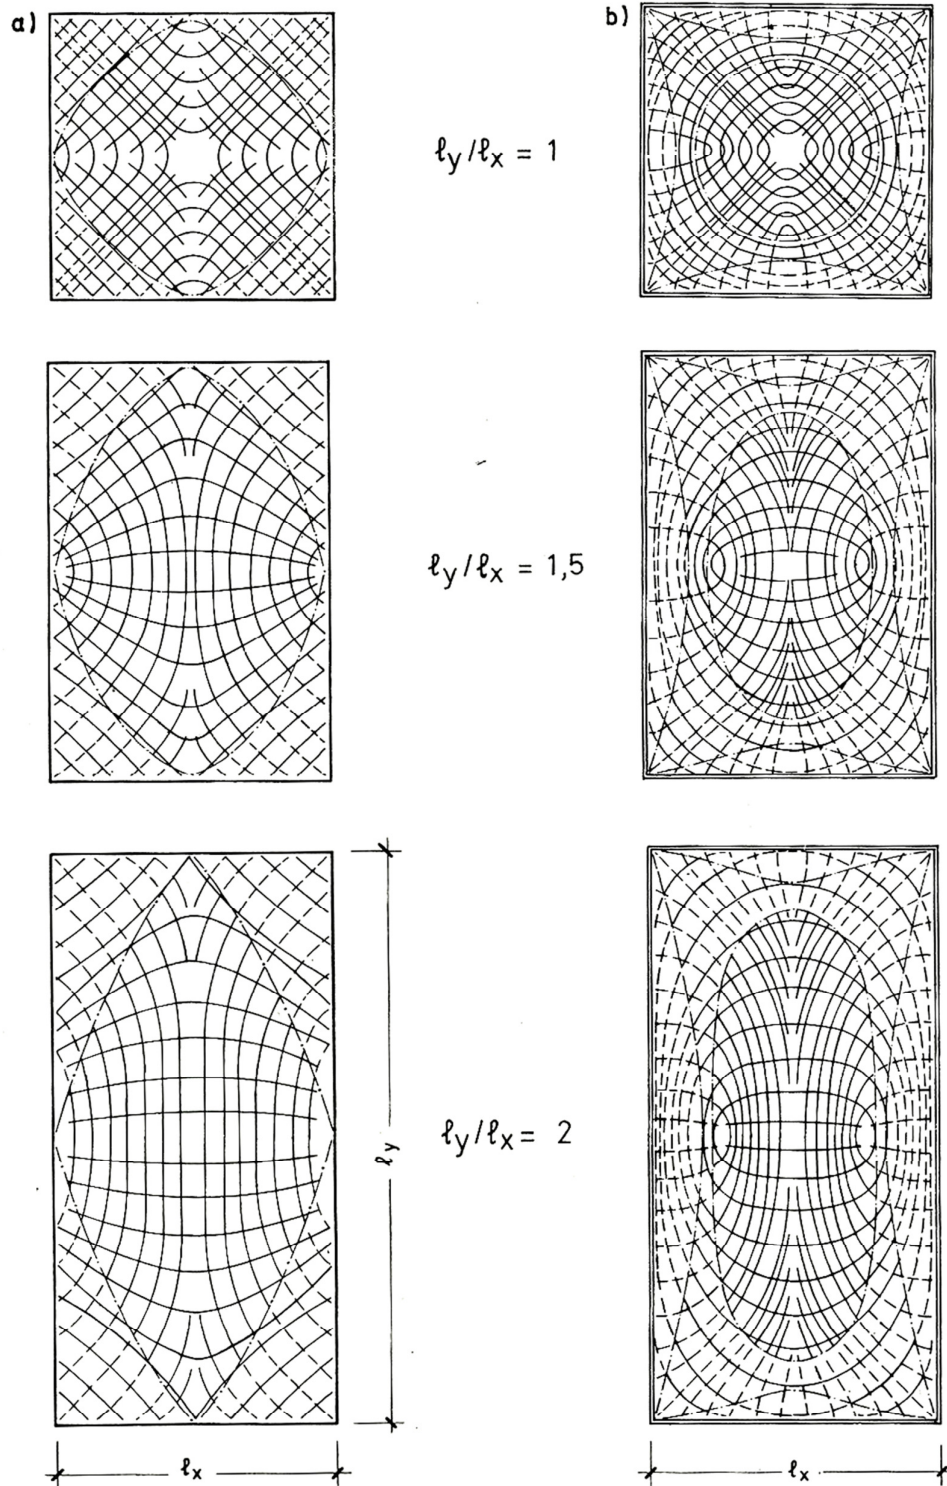 a)
b)
ℓy/ℓx = 1
ℓy/ℓx = 1,5
ℓy/ℓx = 2
ℓy
ℓx
ℓx